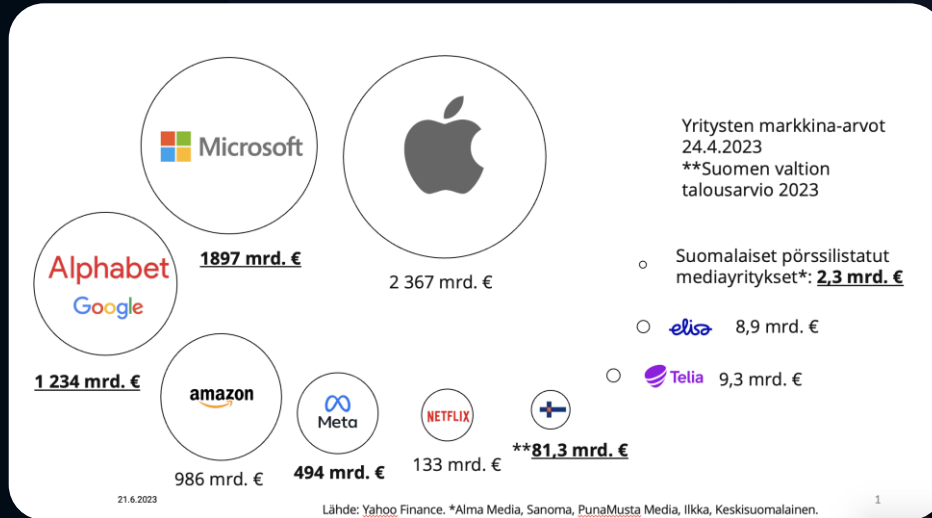 Microsoft
Yritysten markkina-arvot
24.4.2023
**Suomen valtion
talousarvio 2023
Alphabet
Google
1897 mrd. €
2 367 mrd. €
Suomalaiset pörssilistatut
mediayritykset*: 2,3 mrd. €
elisa 8,9 mrd. €
Telia 9,3 mrd. €
1 234 mrd. €
amazon
986 mrd. €
Meta
494 mrd. €
NETFLIX
133 mrd. €
**81,3 mrd. €
21.6.2023
Lähde: Yahoo Finance. *Alma Media, Sanoma, PunaMusta Media, Ilkka, Keskisuomalainen.
1